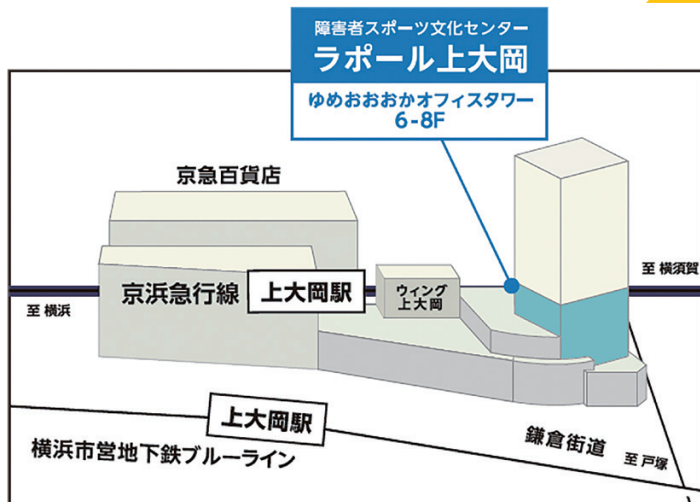 障害者スポーツ文化センター
ラポール上大岡
ゆめおおおかオフィスタワー
6-8F
京急百貨店
至 横須賀
京浜急行線
上大岡駅
ウィング
上大岡
至 横浜
上大岡駅
横浜市営地下鉄ブルーライン
鎌倉街道
至 戸塚